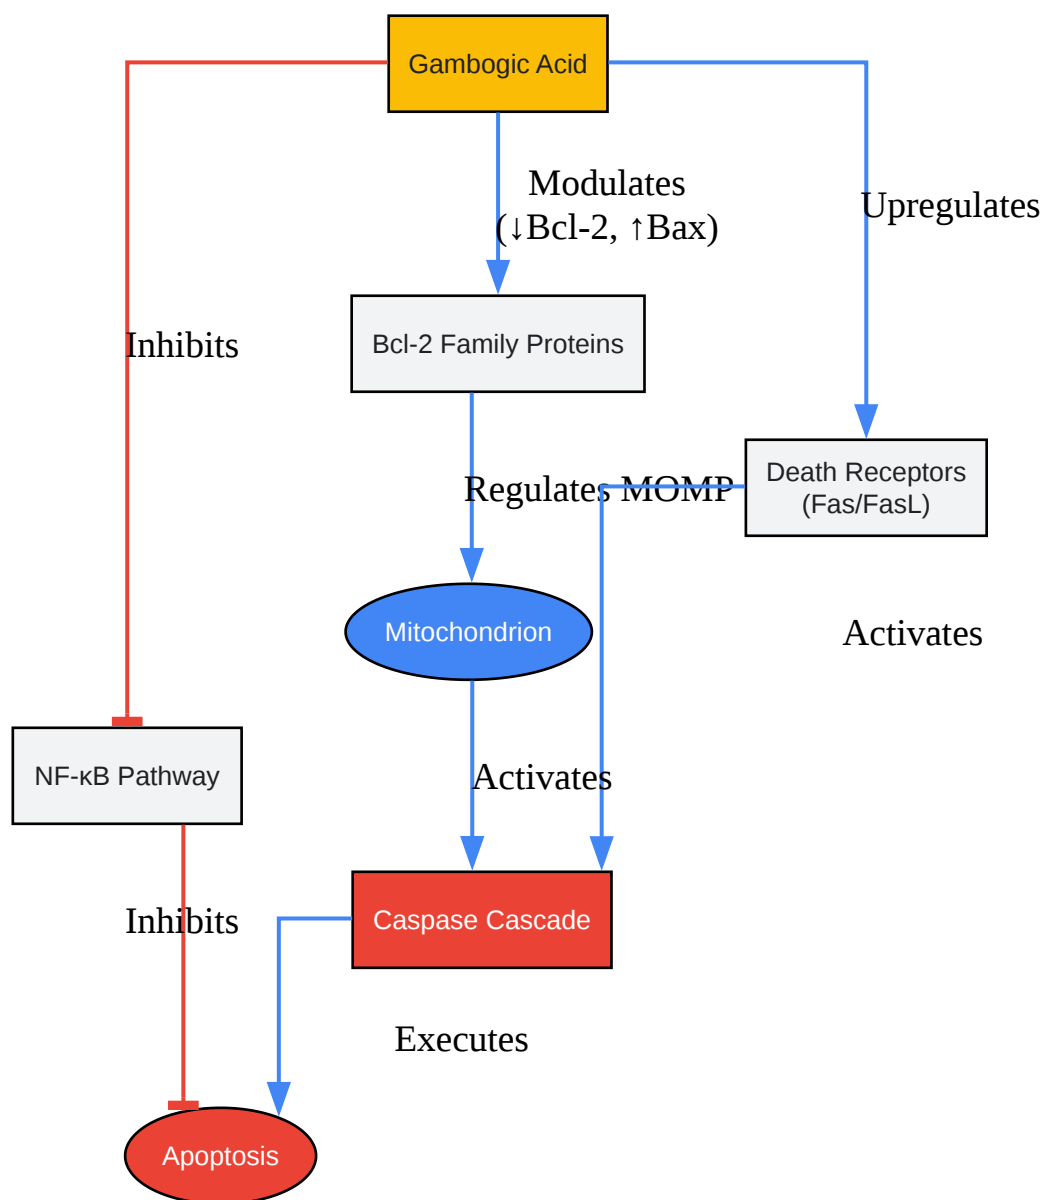 Gambogic Acid
Modulates
(↓Bcl-2, ↑Bax)
Upregulates
Inhibits
Bcl-2 Family Proteins
Death Receptors
(Fas/FasL)
Regulates MOMP
Mitochondrion
Activates
NF-κB Pathway
Activates
Inhibits
Caspase Cascade
Executes
Apoptosis